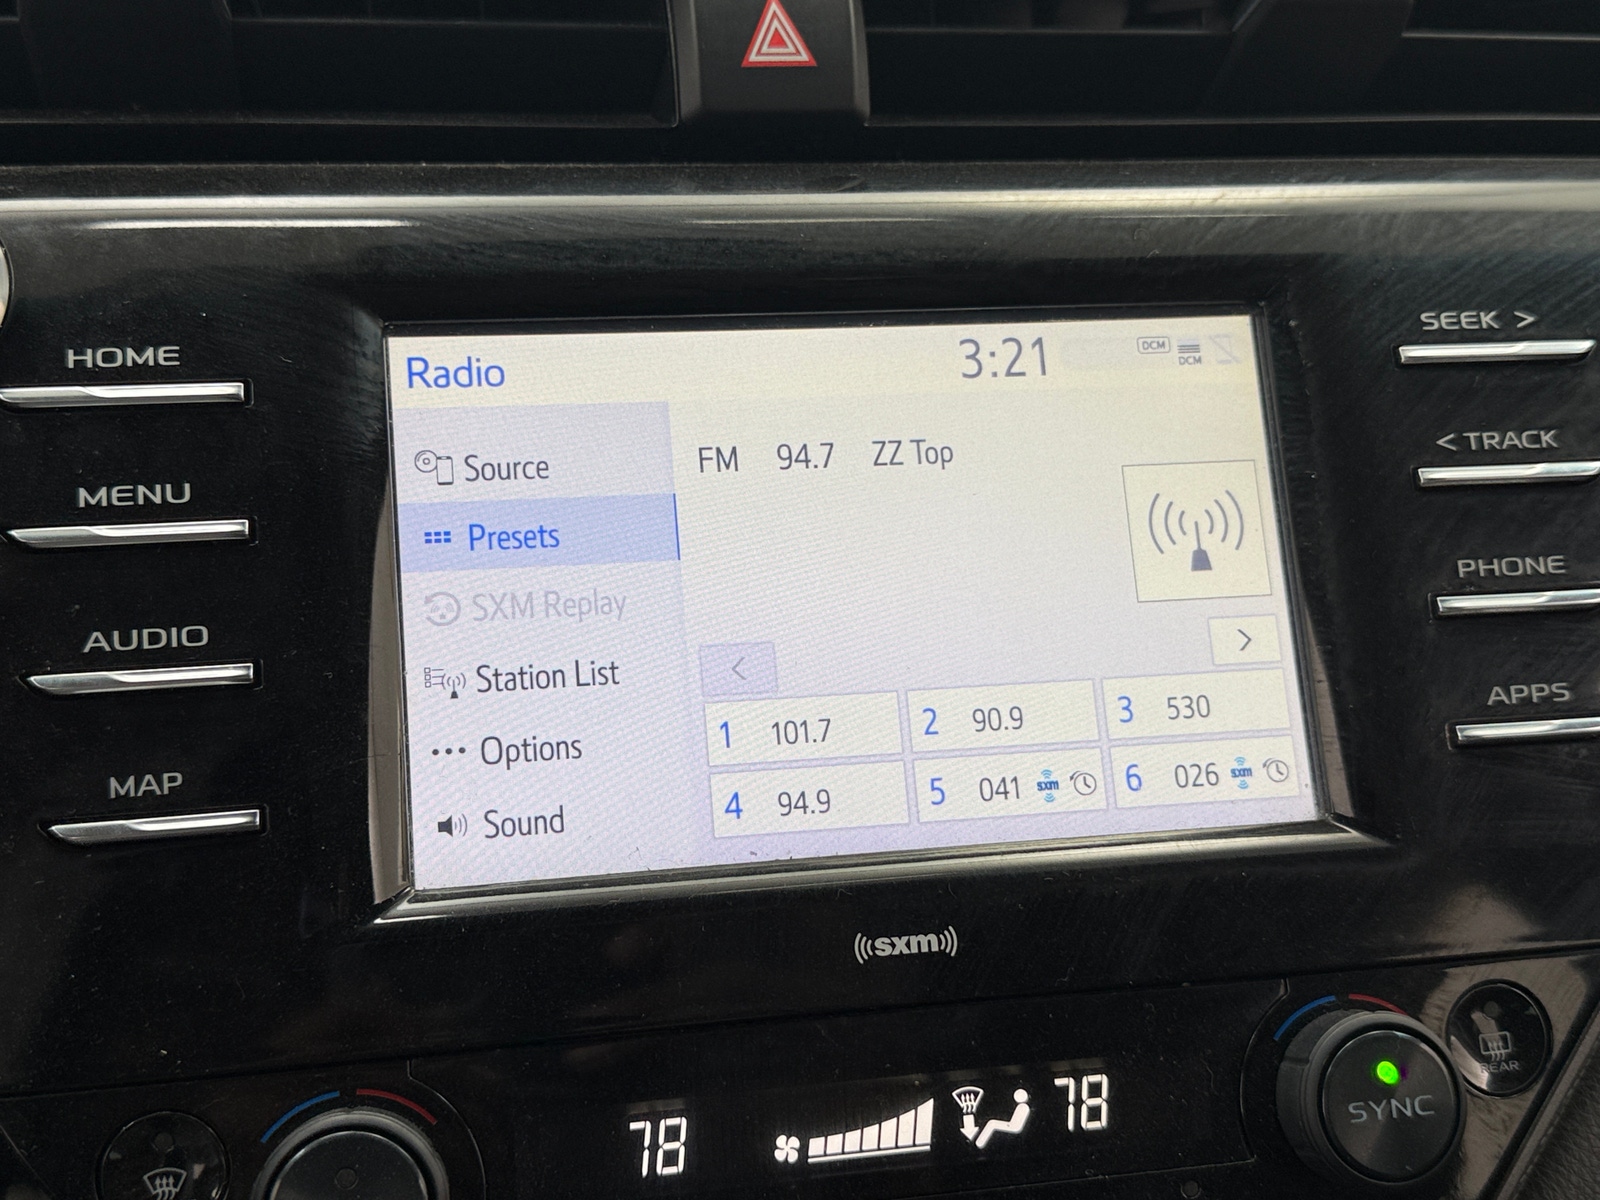 HOME
MENU
AUDIO
MAP
Radio
3:21
DCM
DCM
Source
Presets
SXM Replay
Station List
Options
Sound
FM 94.7 ZZ Top
<
>
1 101.7
2 90.9
3 530
4 94.9
5 041 sxm
6 026 sxm
SEEK >
< TRACK
PHONE
APPS
((sxm))
78
78
SYNC
REAR